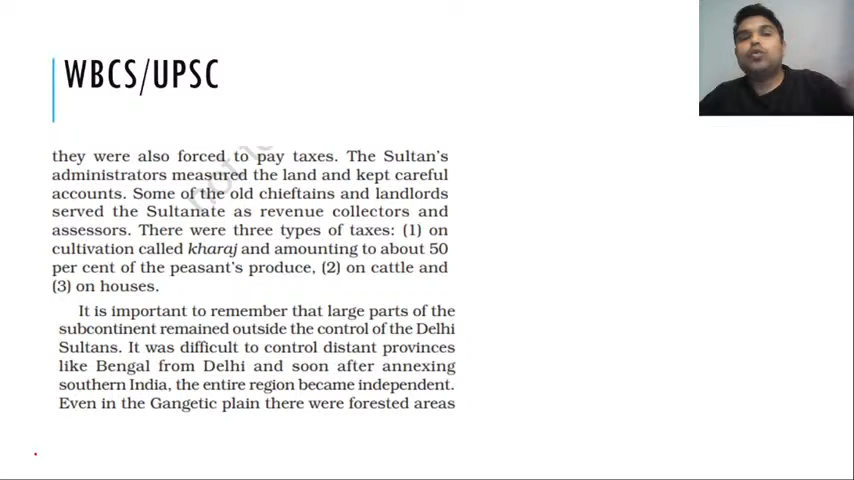 WBCS/UPSC
they were also forced to pay taxes. The Sultan's
administrators measured the land and kept careful
accounts. Some of the old chieftains and landlords
served the Sultanate as revenue collectors and
assessors. There were three types of taxes: (1) on
cultivation called kharaj and amounting to about 50
per cent of the peasant's produce, (2) on cattle and
(3) on houses.
It is important to remember that large parts of the
subcontinent remained outside the control of the Delhi
Sultans. It was difficult to control distant provinces
like Bengal from Delhi and soon after annexing
southern India, the entire region became independent.
Even in the Gangetic plain there were forested areas